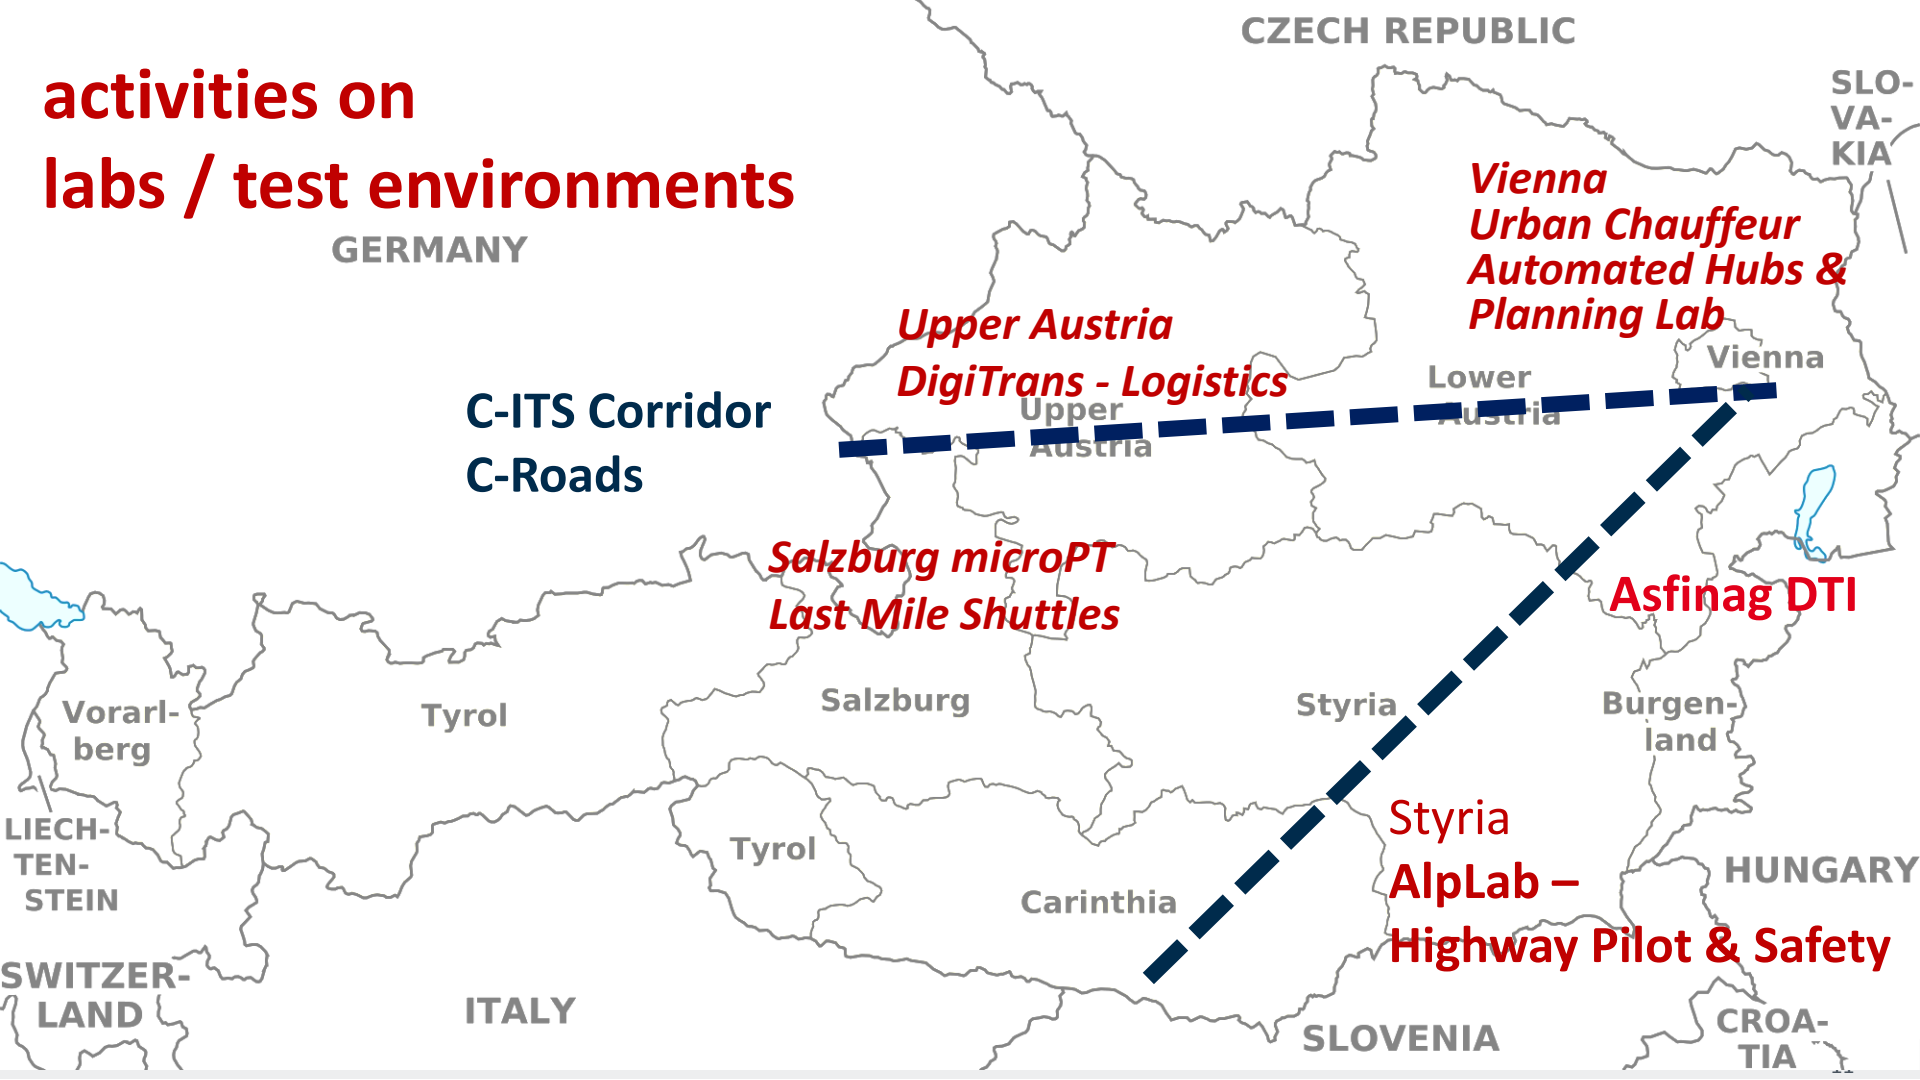 activities on
labs / test environments
CZECH REPUBLIC
SLO-
VA-
KIA
GERMANY
Vienna
Urban Chauffeur
Automated Hubs &
Planning Lab
Vienna
Upper Austria
DigiTrans - Logistics
Upper
Austria
Lower
Austria
C-ITS Corridor
C-Roads
Salzburg microPT
Last Mile Shuttles
Asfinag DTI
Vorarl-
berg
Tyrol
Salzburg
Styria
Burgen-
land
LIECH-
TEN-
STEIN
Tyrol
Carinthia
Styria
AlpLab –
Highway Pilot & Safety
HUNGARY
SWITZER-
LAND
ITALY
SLOVENIA
CROA-
TIA